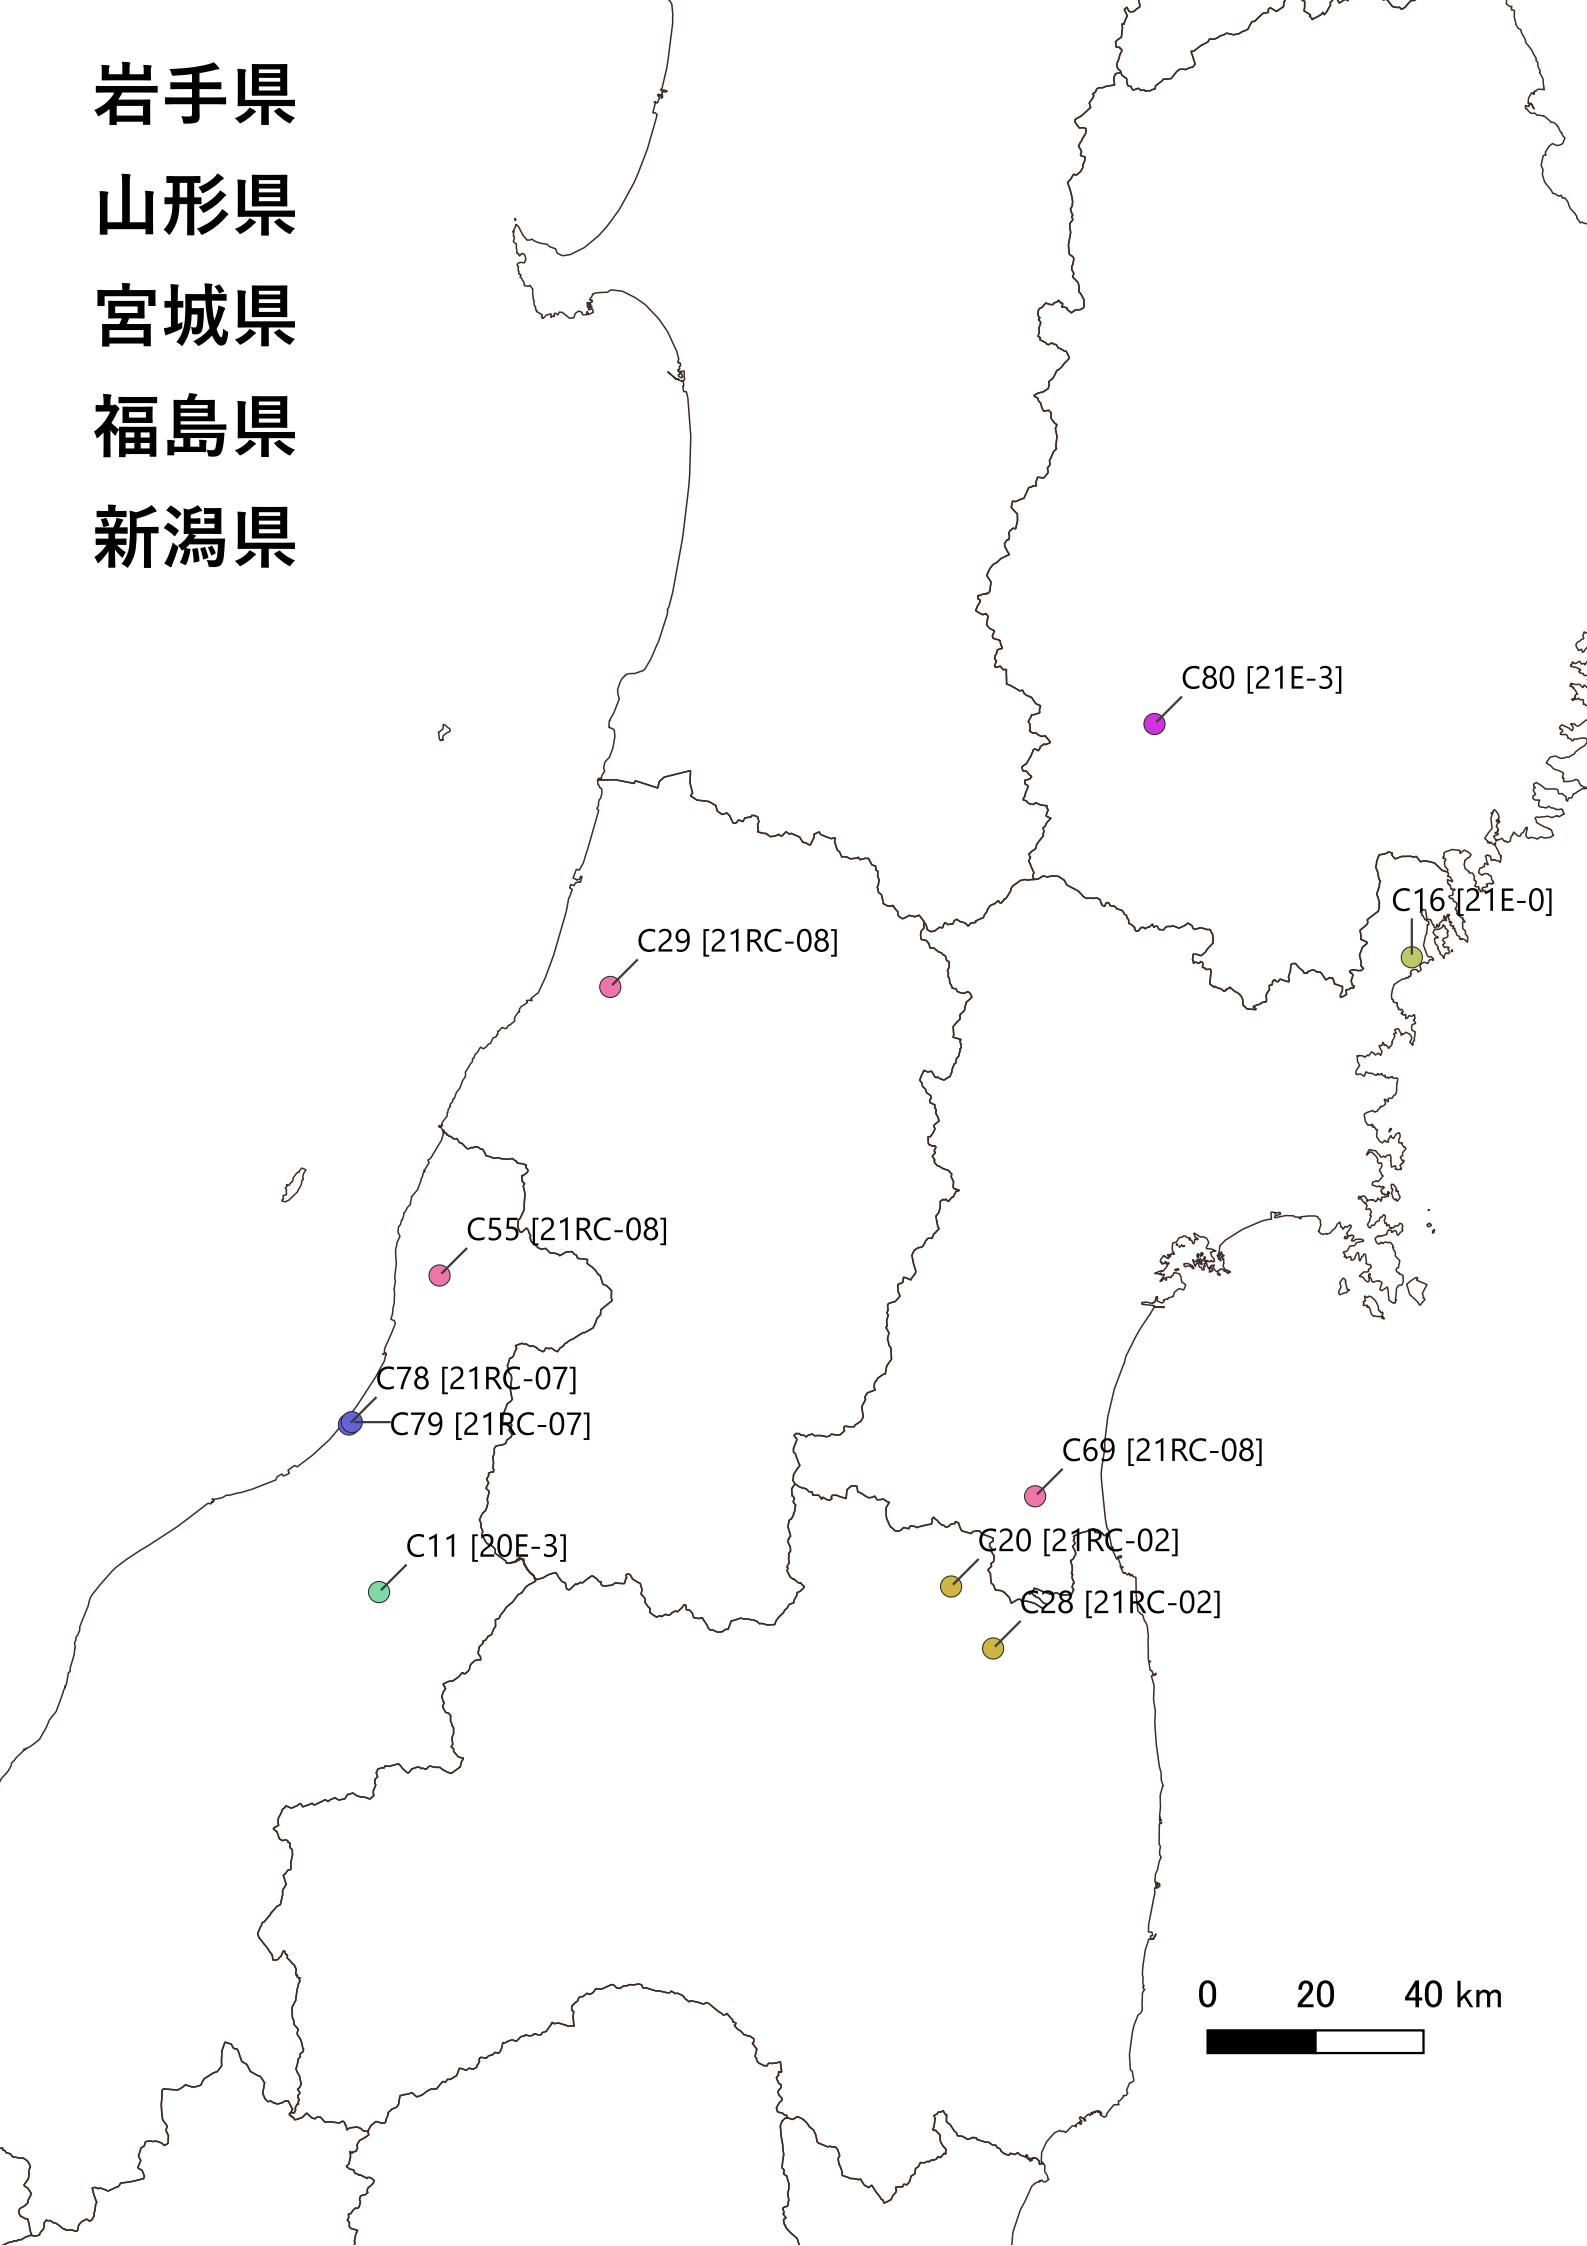 岩手県
山形県
宮城県
福島県
新潟県
C80 [21E-3]
C16 [21E-0]
C29 [21RC-08]
C55 [21RC-08]
C78 [21RC-07]
C79 [21RC-07]
C69 [21RC-08]
C20 [21RC-02]
C11 [20E-3]
C28 [21RC-02]
0 20 40 km